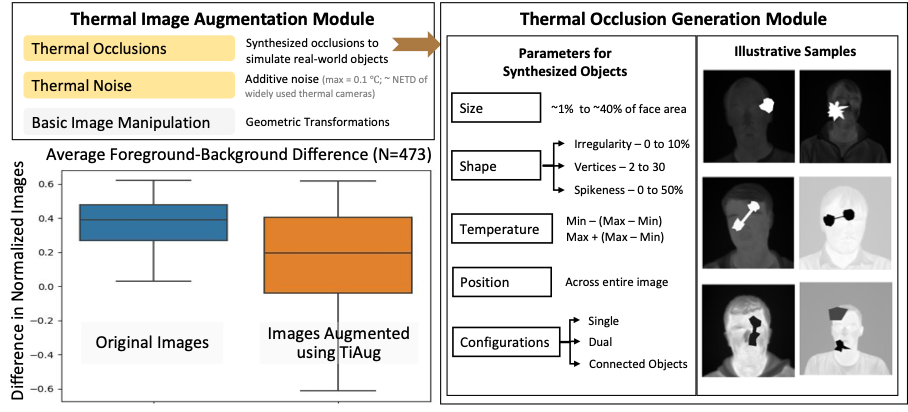 Thermal Image Augmentation Module
Thermal Occlusions
Synthesized occlusions to
simulate real-world objects
Thermal Noise
Additive noise (max = 0.1 °C; ~ NETD of
widely used thermal cameras)
Basic Image Manipulation
Geometric Transformations
Average Foreground-Background Difference (N=473)
Difference in Normalized Images
0.6
0.4
0.2
0.0
−0.2
−0.4
−0.6
Original Images
Images Augmented
using TiAug
Thermal Occlusion Generation Module
Parameters for
Synthesized Objects
Size
~1% to ~40% of face area
Shape
Irregularity – 0 to 10%
Vertices – 2 to 30
Spikeness – 0 to 50%
Temperature
Min – (Max – Min)
Max + (Max – Min)
Position
Across entire image
Configurations
Single
Dual
Connected Objects
Illustrative Samples